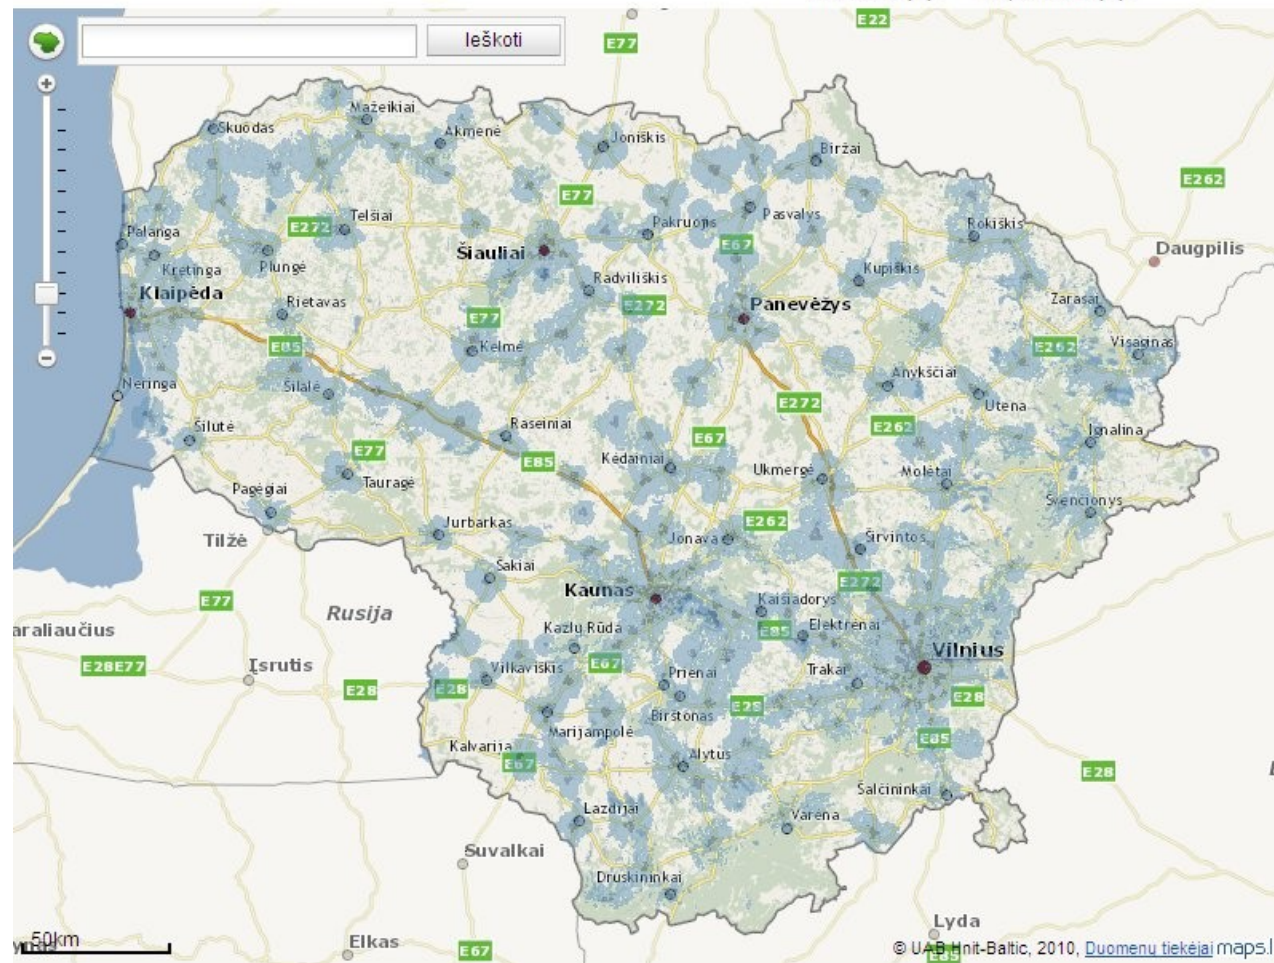 E22
Ieškoti
E77
Mažeikiai
Skuodas
Akmenė
Joniškis
Biržai
E262
E77
Pasvalys
Telšiai
E272
Pakruojis
Rokiškis
Palanga
Šiauliai
E67
Daugpilis
Kretinga
Plungė
Kupiškis
Radviliškis
Klaipėda
Rietavas
E272
Panevėžys
Zarasai
E77
E85
Kelmė
E262
Visaginas
Neringa
Šilalė
Anykščiai
E272
Utena
Šilutė
Raseiniai
E262
Ignalina
E67
E77
E85
Kėdainiai
Ukmergė
Molėtai
Tauragė
Pagėgiai
Švenčionys
Jurbarkas
E262
Tilžė
Jonava
Širvintos
Šakiai
E272
Kaunas
E77
Rusija
Kaišiadorys
araliaučius
Kazlų Rūda
E85
Elektrėnai
E28E77
Įsrutis
E67
Vilnius
Vilkaviškis
Prienai
Trakai
E28
E28
E28
Birštonas
E28
Marijampolė
E85
Kalvarija
E67
Alytus
E28
Šalčininkai
Lazdijai
Varėna
Suvalkai
Druskininkai
Lyda
50km
Elkas
E67
© UAB Hnit-Baltic, 2010, Duomenų tiekėjai maps.l
E85